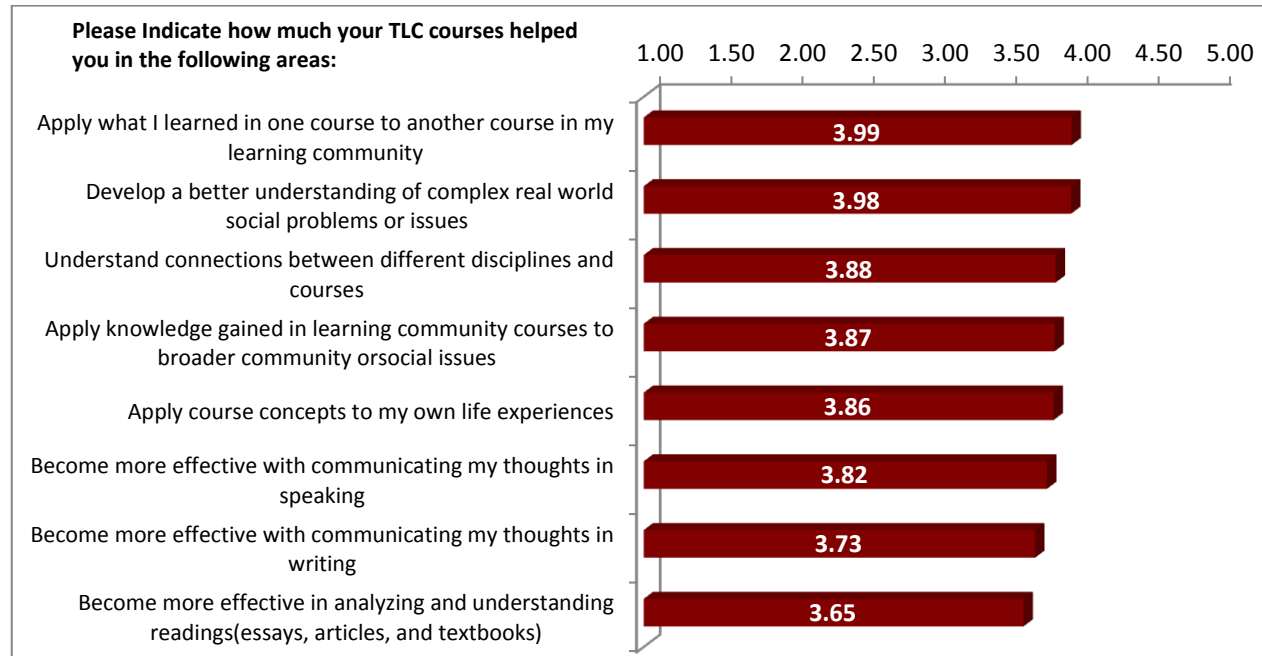 Please Indicate how much your TLC courses helped
you in the following areas:
1.00 1.50 2.00 2.50 3.00 3.50 4.00 4.50 5.00
Apply what I learned in one course to another course in my
learning community
3.99
Develop a better understanding of complex real world
social problems or issues
3.98
Understand connections between different disciplines and
courses
3.88
Apply knowledge gained in learning community courses to
broader community orsocial issues
3.87
Apply course concepts to my own life experiences
3.86
Become more effective with communicating my thoughts in
speaking
3.82
Become more effective with communicating my thoughts in
writing
3.73
Become more effective in analyzing and understanding
readings(essays, articles, and textbooks)
3.65